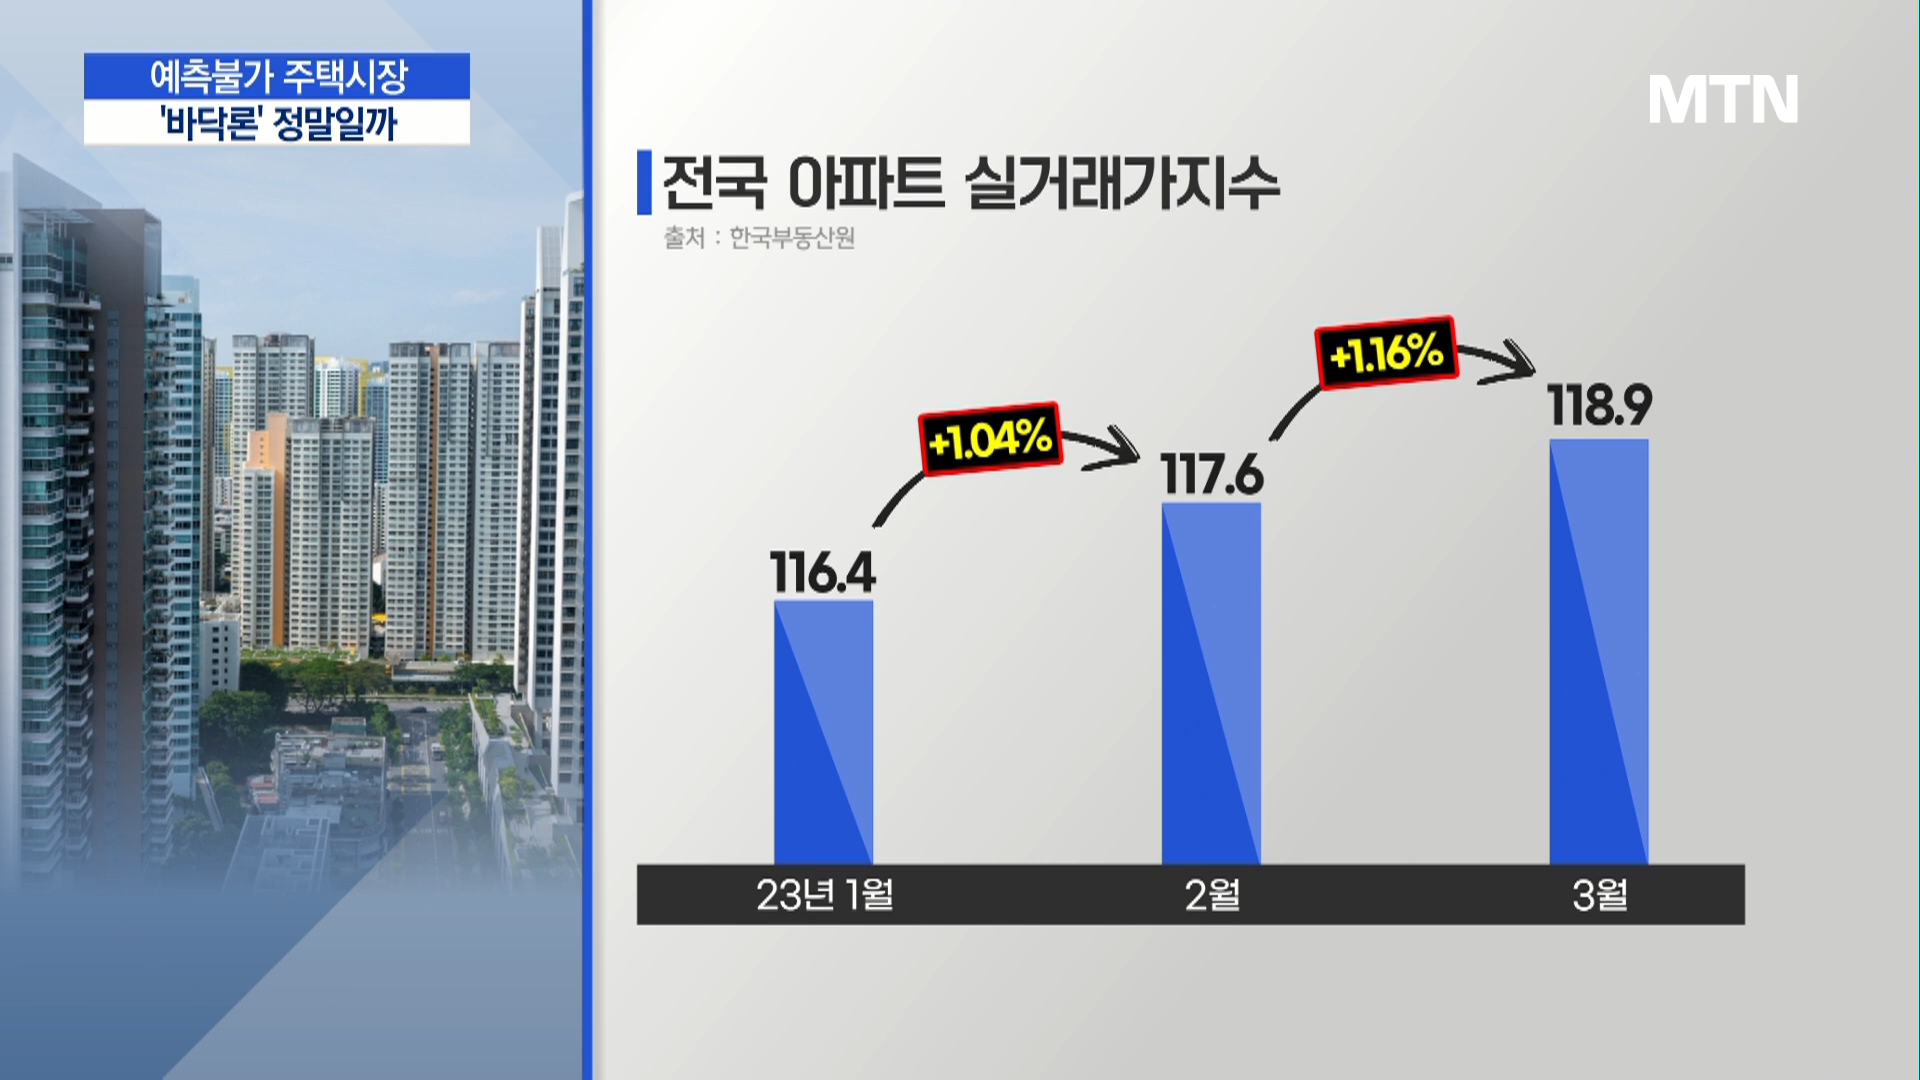 예측불가 주택시장
'바닥론' 정말일까
MTN
전국 아파트 실거래가지수
출처 : 한국부동산원
+1.16%
118.9
+1.04%
117.6
116.4
23년 1월
2월
3월